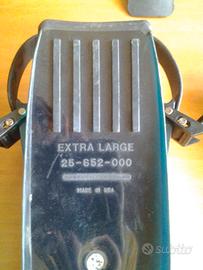 EXTRA LARGE
25-652-000
MADE IN USA
subito